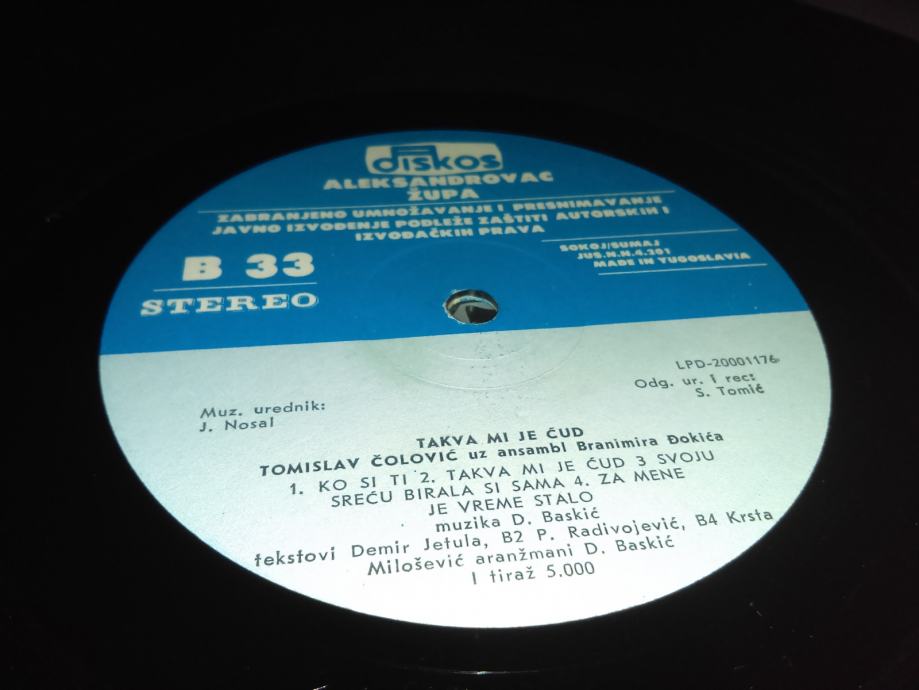 diskos
ALEKSANDROVAC
ŽUPA
ZABRANJENO UMNOŽAVANJE I PRESNIMAVANJE
JAVNO IZVOĐENJE PODLEŽE ZAŠTITI AUTORSKIH I
IZVOĐAČKIH PRAVA
SOKOJ/SUMAJ
JUS.N.N.4.201
MADE IN YUGOSLAVIA
B 33
STEREO
LPD-20001176
Odg. ur. i rec:
S. Tomić
Muz. urednik:
J. Nosal
TAKVA MI JE ĆUD
TOMISLAV ČOLOVIĆ uz ansambl Branimira Đokića
1. KO SI TI 2. TAKVA MI JE ĆUD 3 SVOJU
SREĆU BIRALA SI SAMA 4. ZA MENE
JE VREME STALO
muzika D. Baskić
tekstovi Demir Jetula, B2 P. Radivojević, B4 Krsta
Milošević aranžmani D. Baskić
I tiraž 5.000